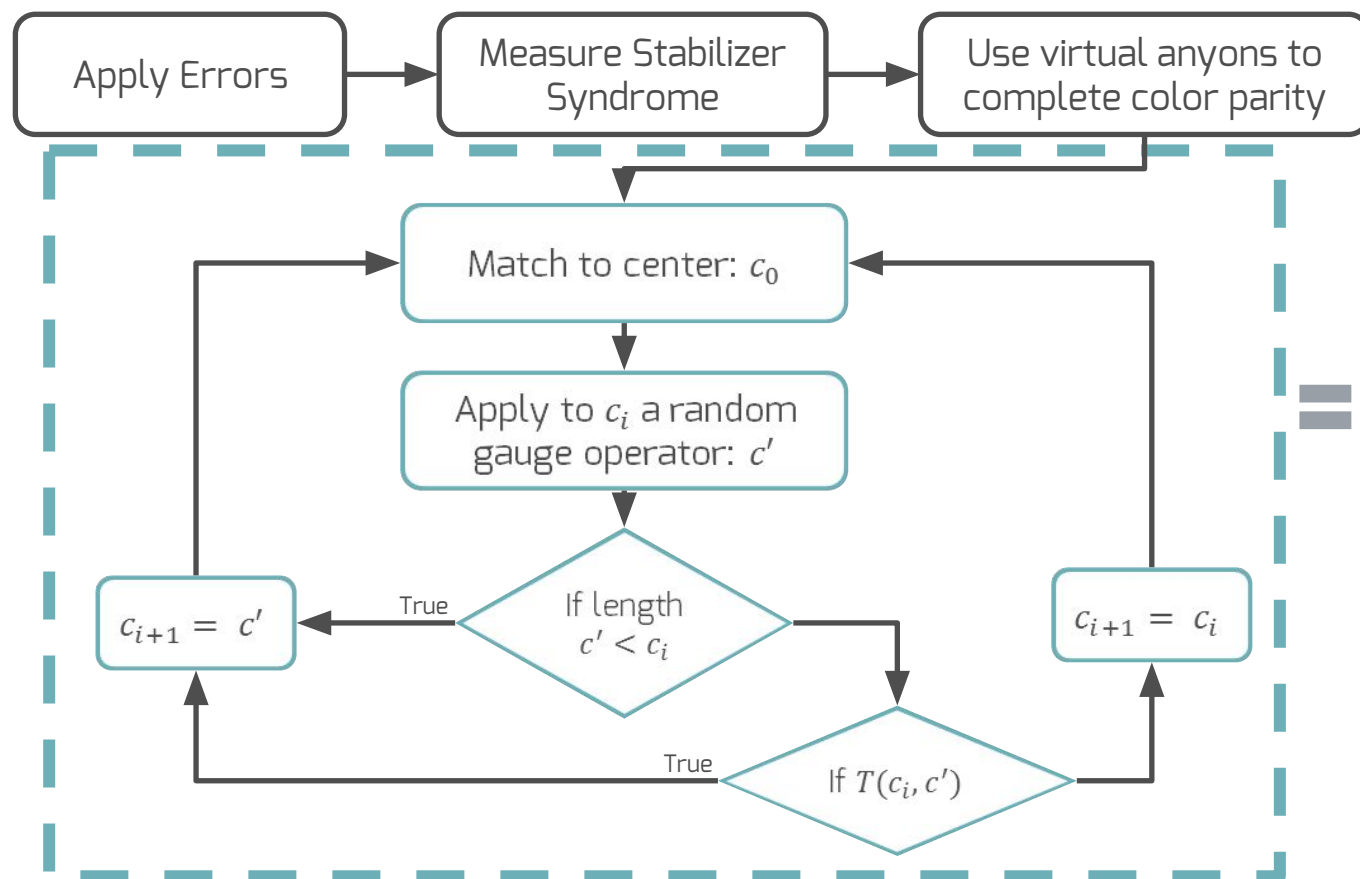 Apply Errors
Measure Stabilizer
Syndrome
Use virtual anyons to
complete color parity
Match to center: c₀
Apply to cᵢ a random
gauge operator: c′
True
If length
c′ < cᵢ
cᵢ₊₁ = c′
cᵢ₊₁ = cᵢ
True
If T(cᵢ, c′)
=